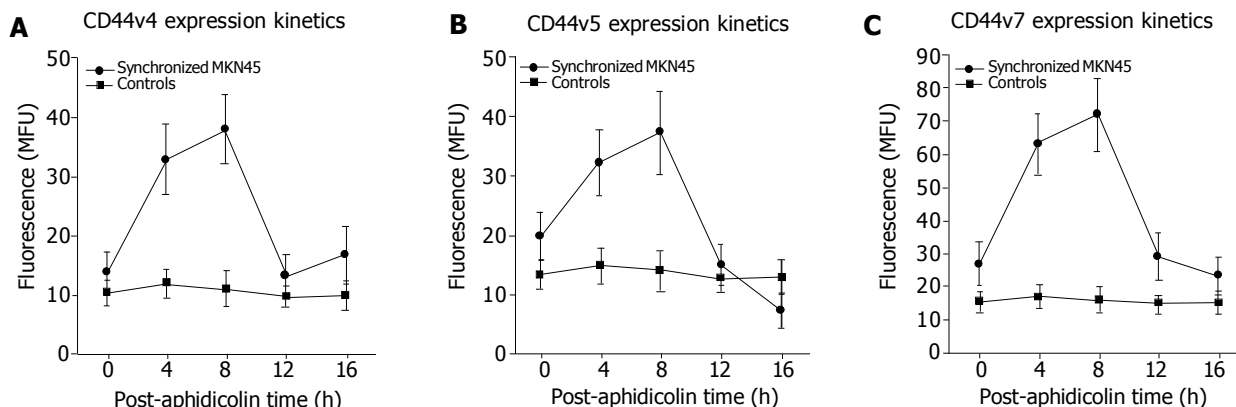 A
CD44v4 expression kinetics
50
40
30
20
10
0
Fluorescence (MFU)
Synchronized MKN45
Controls
0 4 8 12 16
Post-aphidicolin time (h)
B
CD44v5 expression kinetics
50
40
30
20
10
0
Fluorescence (MFU)
Synchronized MKN45
Controls
0 4 8 12 16
Post-aphidicolin time (h)
C
CD44v7 expression kinetics
90
80
70
60
50
40
30
20
10
0
Fluorescence (MFU)
Synchronized MKN45
Controls
0 4 8 12 16
Post-aphidicolin time (h)